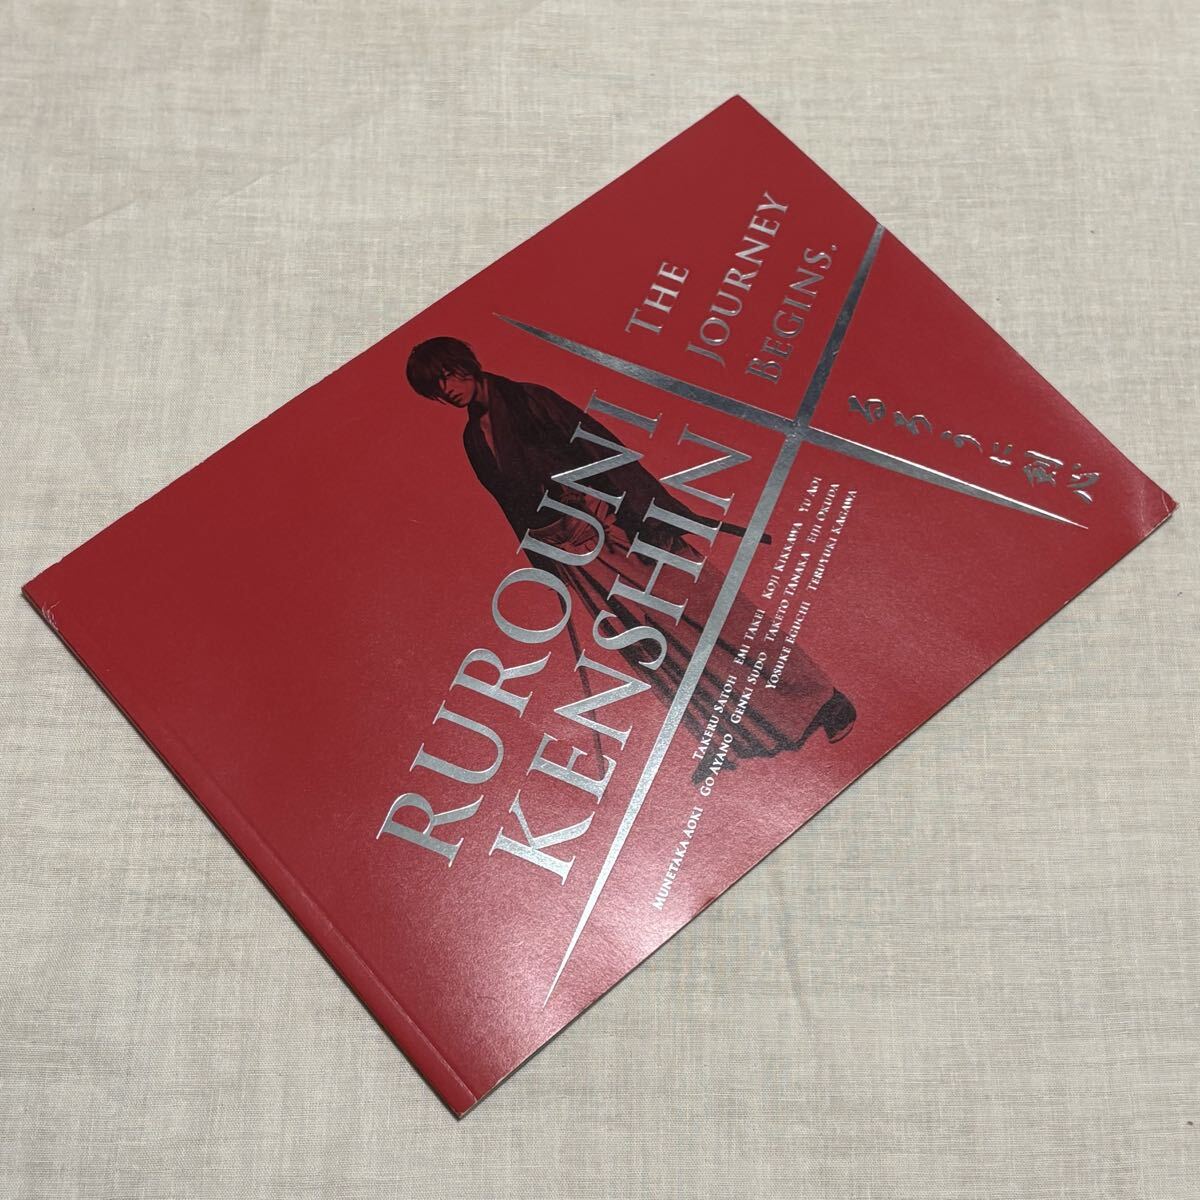 RUROUNI
KENSHIN
THE
JOURNEY
BEGINS.
るろうに剣心
TAKERU SATOH EMI TAKEI KOJI KIKKAWA YU AOI
MUNETAKA AOKI GO AYANO GENKI SUDO TAKETO TANAKA EIJI OKUDA
YOSUKE EGUCHI TERUYUKI KAGAWA